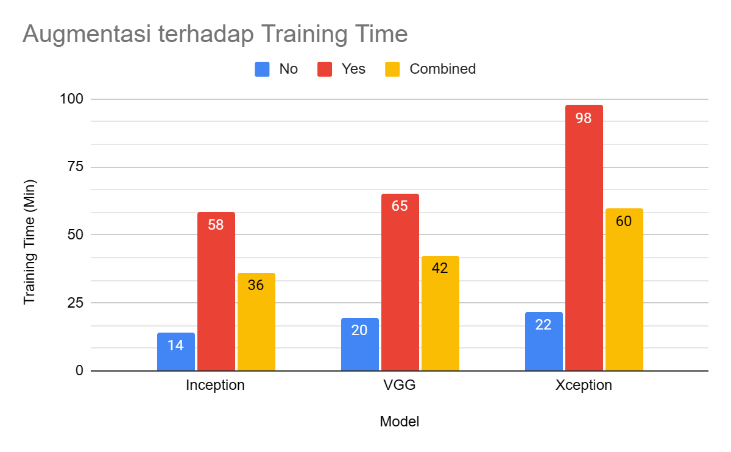 Augmentasi terhadap Training Time
No Yes Combined
100
75
50
25
0
Training Time (Min)
14
58
36
20
65
42
22
98
60
Inception VGG Xception
Model